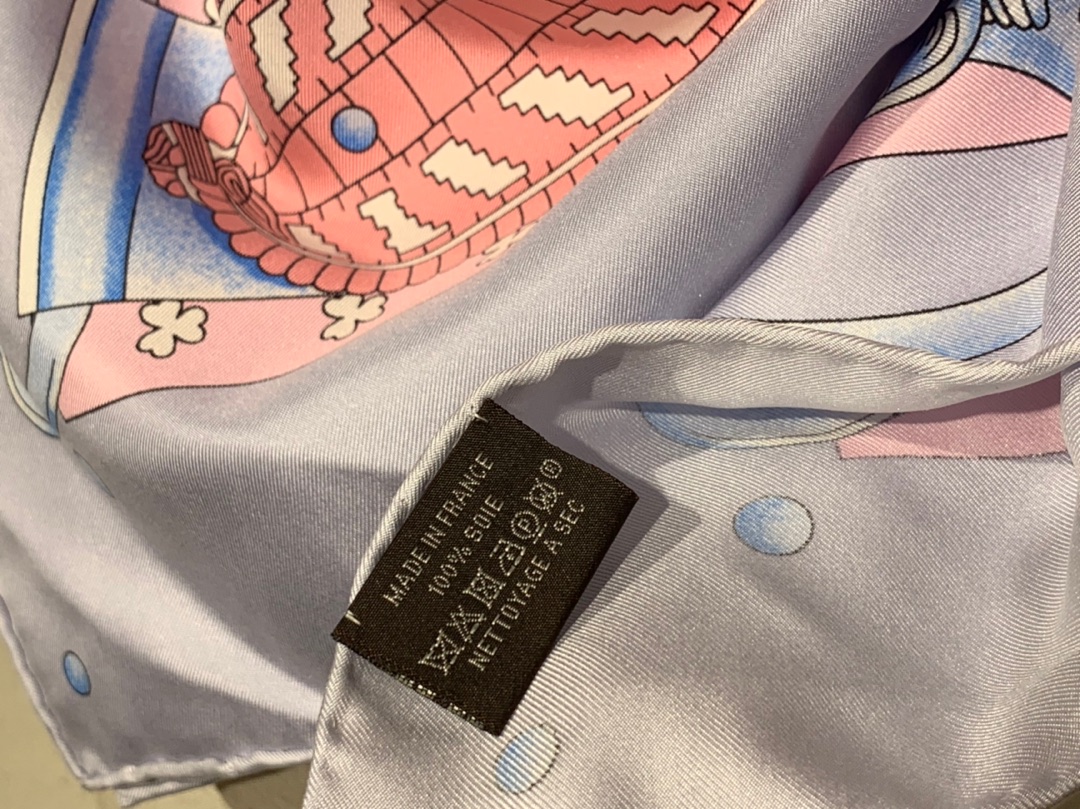 MADE IN FRANCE
100% SOIE
NETTOYAGE A SEC